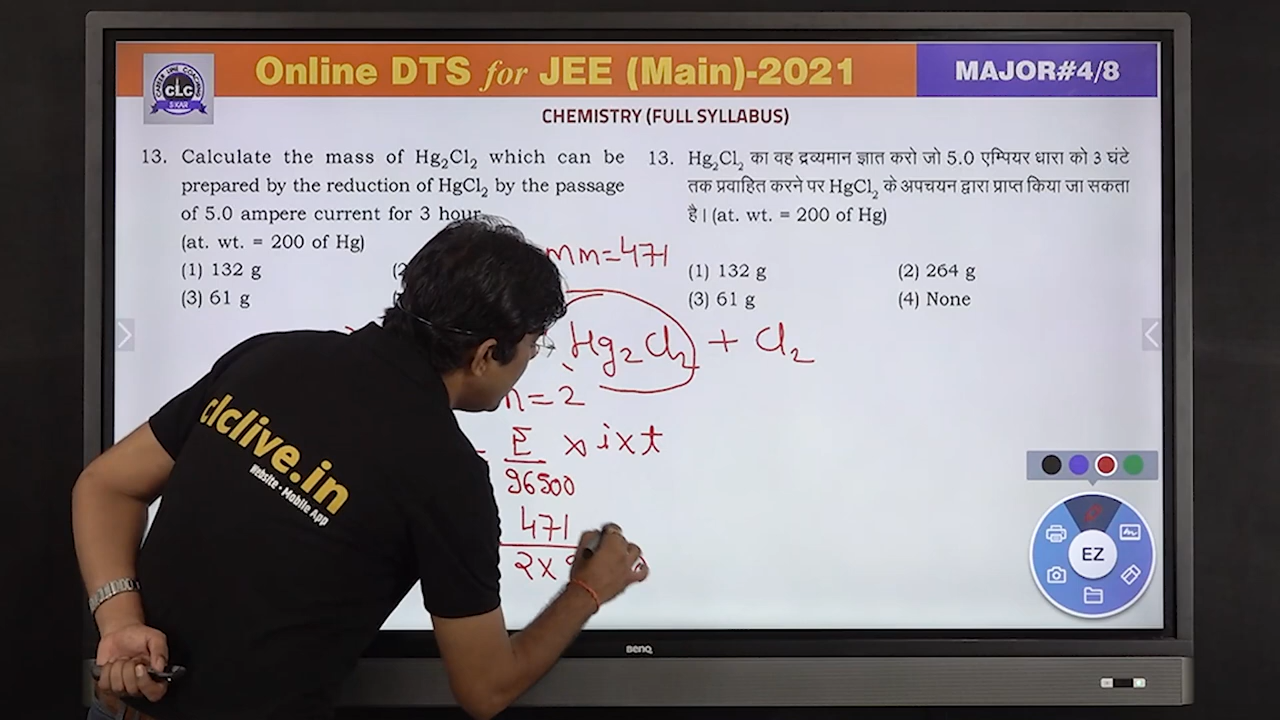 Online DTS for JEE (Main)-2021
MAJOR#4/8
CAREER LINE COACHING
CLC
SIKAR
CHEMISTRY (FULL SYLLABUS)
13. Calculate the mass of Hg₂Cl₂ which can be
prepared by the reduction of HgCl₂ by the passage
of 5.0 ampere current for 3 hour
(at. wt. = 200 of Hg)
(1) 132 g
(3) 61 g
13. Hg₂Cl₂ का वह द्रव्यमान ज्ञात करो जो 5.0 एम्पियर धारा को 3 घंटे
तक प्रवाहित करने पर HgCl₂ के अपचयन द्वारा प्राप्त किया जा सकता
है। (at. wt. = 200 of Hg)
(1) 132 g (2) 264 g
(3) 61 g (4) None
mm=471
Hg₂Cl₂ + Cl₂
n=2
E × i × t
96500
471
2×
clclive.in
Website - Mobile App
EZ
BenQ